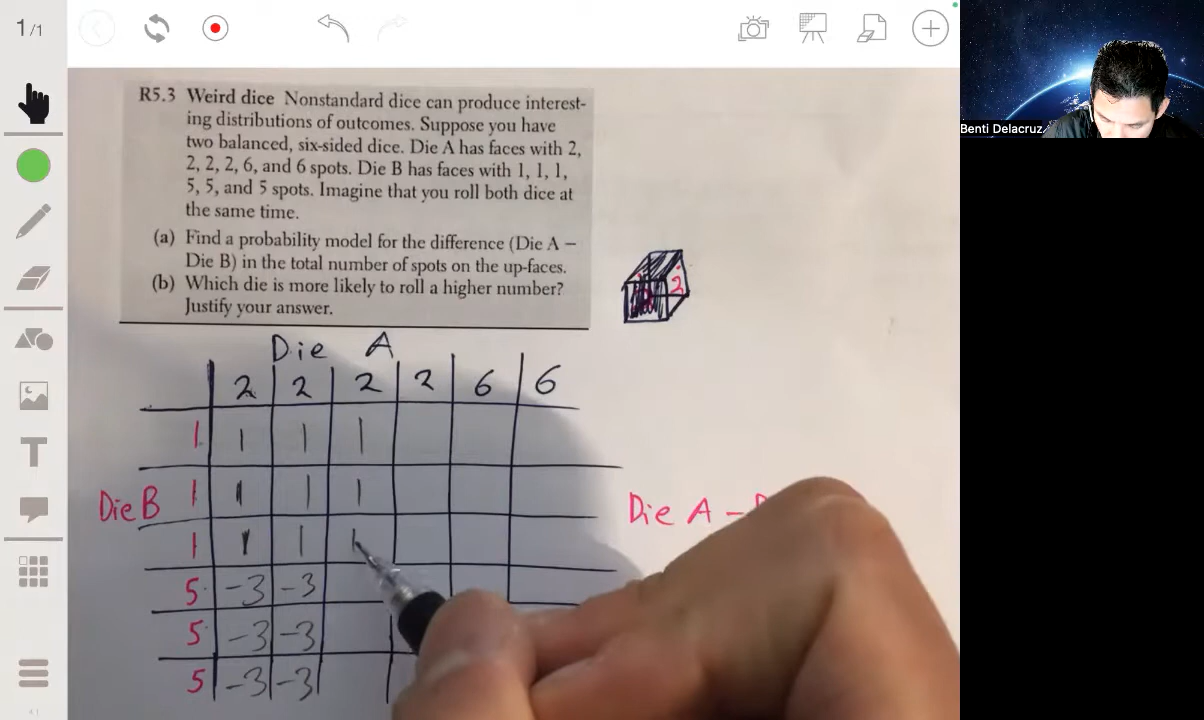 1/1
R5.3 Weird dice Nonstandard dice can produce interest-
ing distributions of outcomes. Suppose you have
two balanced, six-sided dice. Die A has faces with 2,
2, 2, 2, 6, and 6 spots. Die B has faces with 1, 1, 1,
5, 5, and 5 spots. Imagine that you roll both dice at
the same time.
(a) Find a probability model for the difference (Die A –
Die B) in the total number of spots on the up-faces.
(b) Which die is more likely to roll a higher number?
Justify your answer.
Benti Delacruz
2
Die A
2 2 2 2 6 6
1 1 1 1
Die B 1 1 1 1
1 1 1 1
5 -3 -3
5 -3 -3
5 -3 -3
Die A -
T